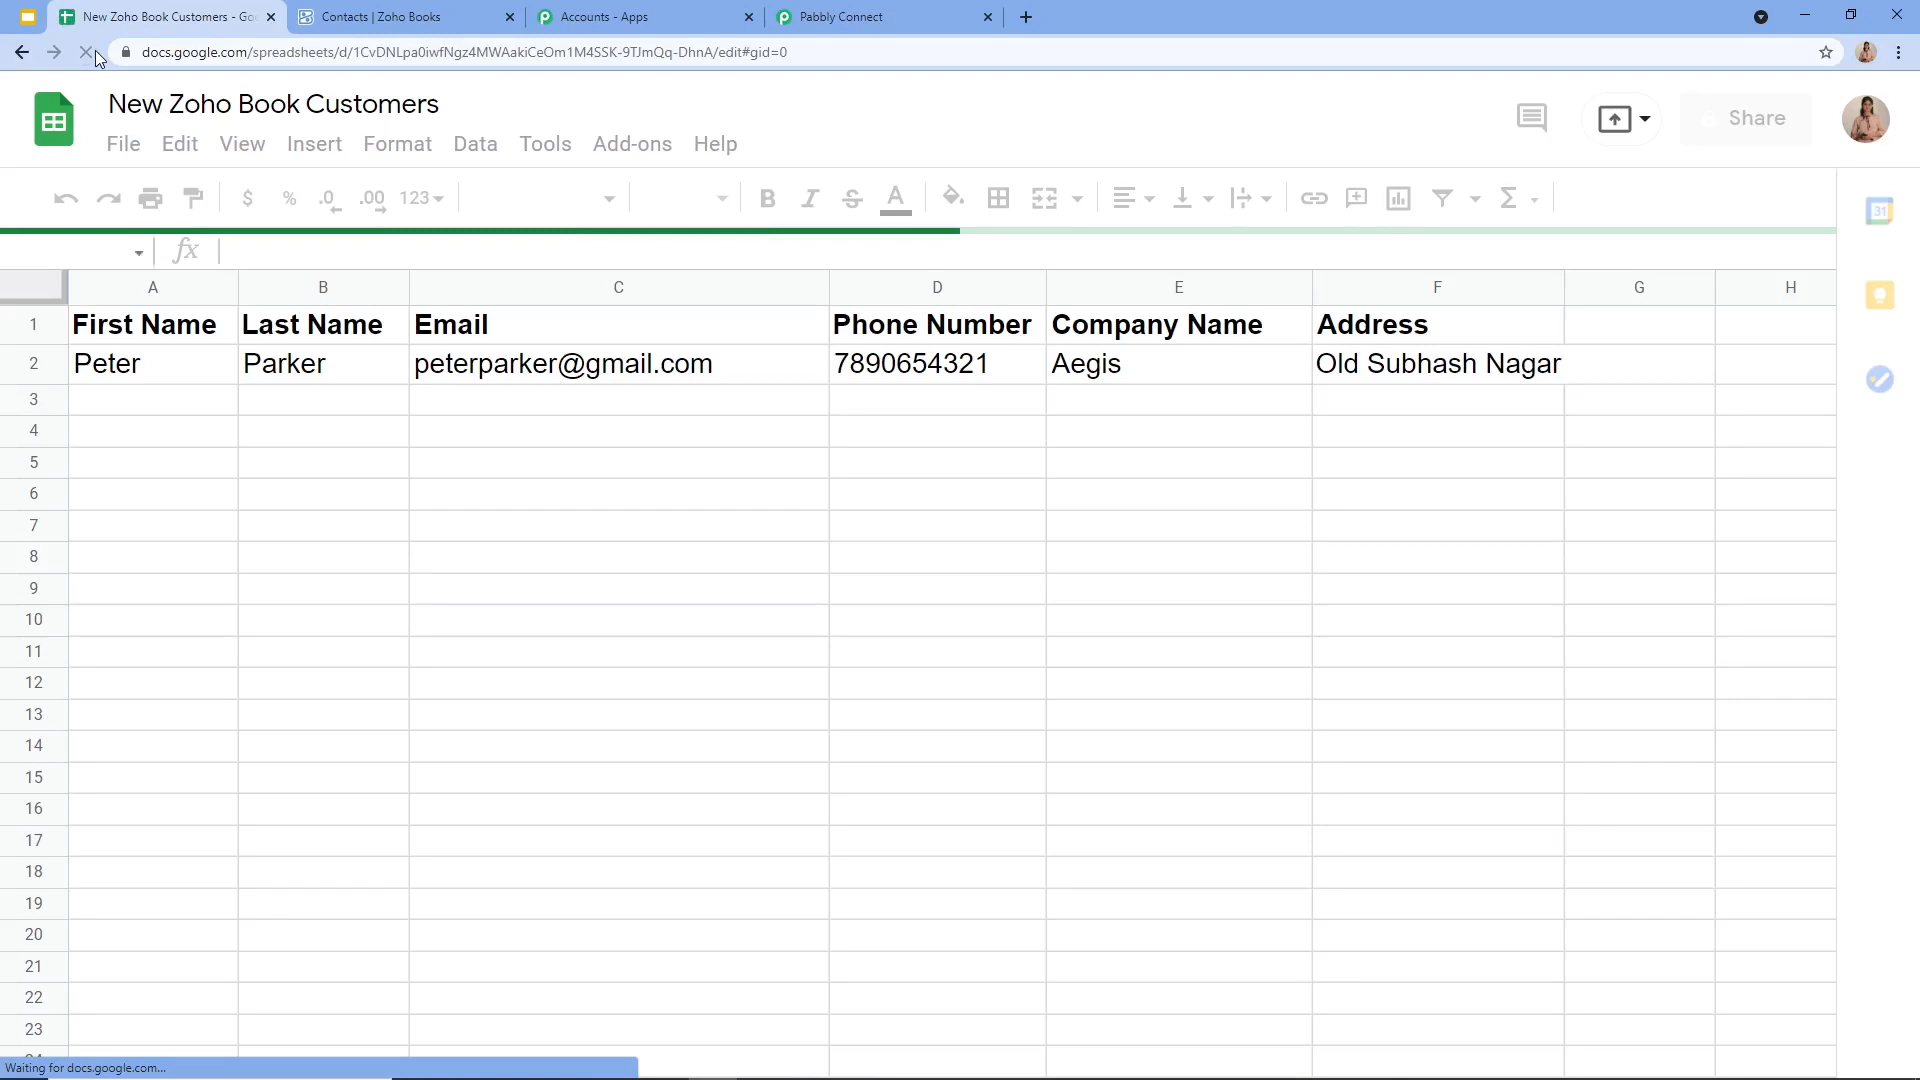 New Zoho Book Customers - Go
Contacts | Zoho Books
Accounts - Apps
Pabbly Connect
docs.google.com/spreadsheets/d/1CvDNLpa0iwfNgz4MWAakiCeOm1M4SSK-9TJmQq-DhnA/edit#gid=0
New Zoho Book Customers
File Edit View Insert Format Data Tools Add-ons Help
Share
$ % .0 .00 123 B I S A Σ
31
fx
A B C D E F G H
1 First Name Last Name Email Phone Number Company Name Address
2 Peter Parker peterparker@gmail.com 7890654321 Aegis Old Subhash Nagar
3
4
5
6
7
8
9
10
11
12
13
14
15
16
17
18
19
20
21
22
23
Waiting for docs.google.com...